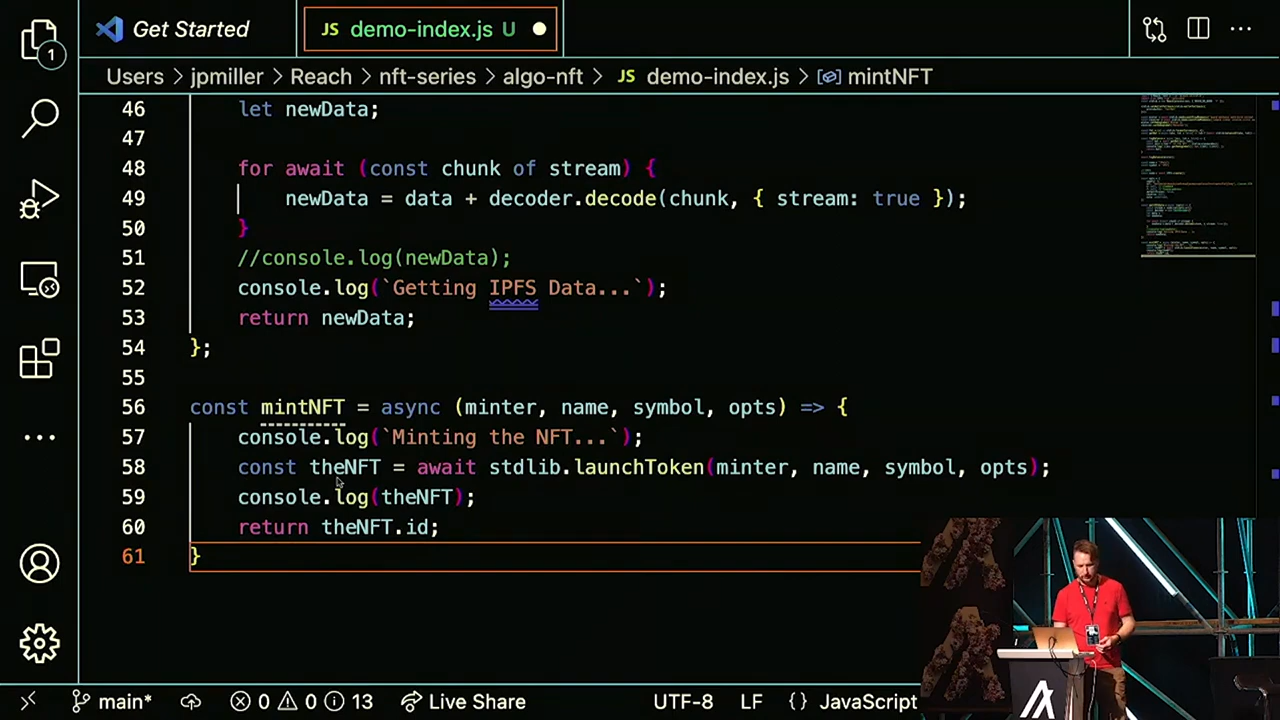 Get Started
JS demo-index.js U
Users > jpmiller > Reach > nft-series > algo-nft > JS demo-index.js > mintNFT
1
46 let newData;
47
48 for await (const chunk of stream) {
49 newData = data + decoder.decode(chunk, { stream: true });
50 }
51 //console.log(newData);
52 console.log(`Getting IPFS Data...`);
53 return newData;
54 };
55
56 const mintNFT = async (minter, name, symbol, opts) => {
57 console.log(`Minting the NFT...`);
58 const theNFT = await stdlib.launchToken(minter, name, symbol, opts);
59 console.log(theNFT);
60 return theNFT.id;
61 }
main* 0 0 13 Live Share UTF-8 LF {} JavaScript